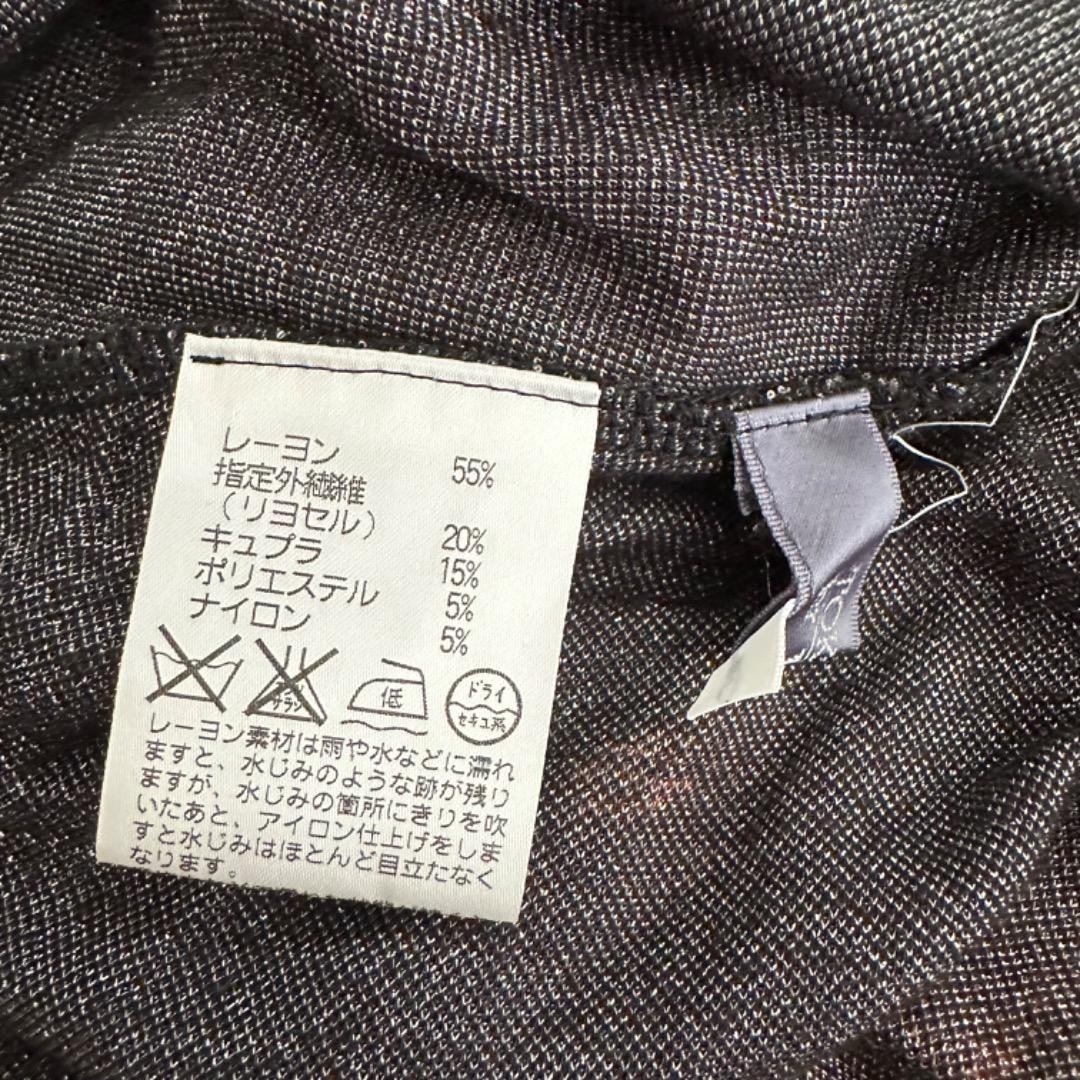 レーヨン 55%
指定外繊維
(リヨセル) 20%
キュプラ 15%
ポリエステル 5%
ナイロン 5%
低 ドライ
セキユ系
レーヨン素材は雨や水などに濡れ
ますと、水じみのような跡が残り
ますが、水じみの箇所にきりを吹
いたあと、アイロン仕上げをしま
すと水じみはほとんど目立たなく
なります。